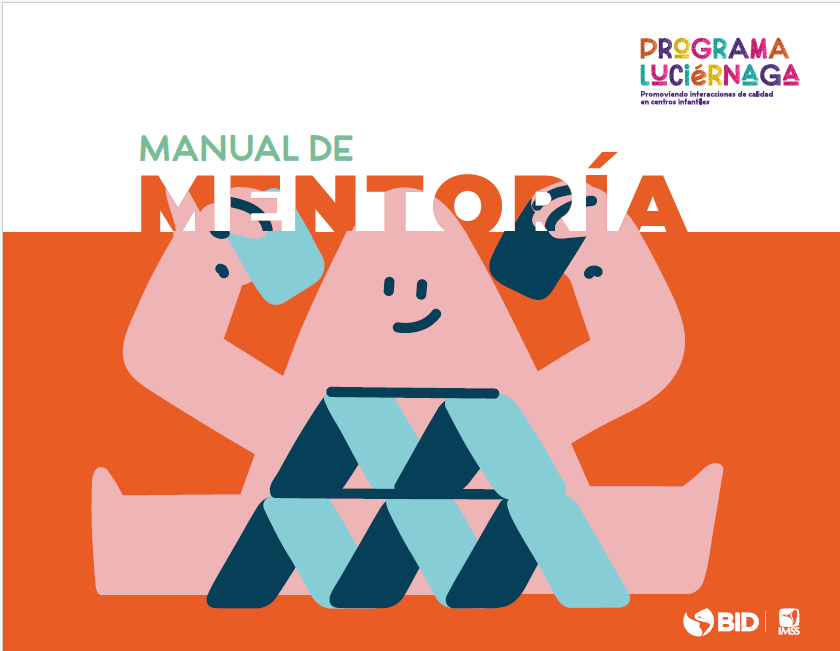 PROGRAMA
LUCIÉRNAGA
Promoviendo interacciones de calidad
en centros infantiles
MANUAL DE
MENTORÍA
BID
IMSS